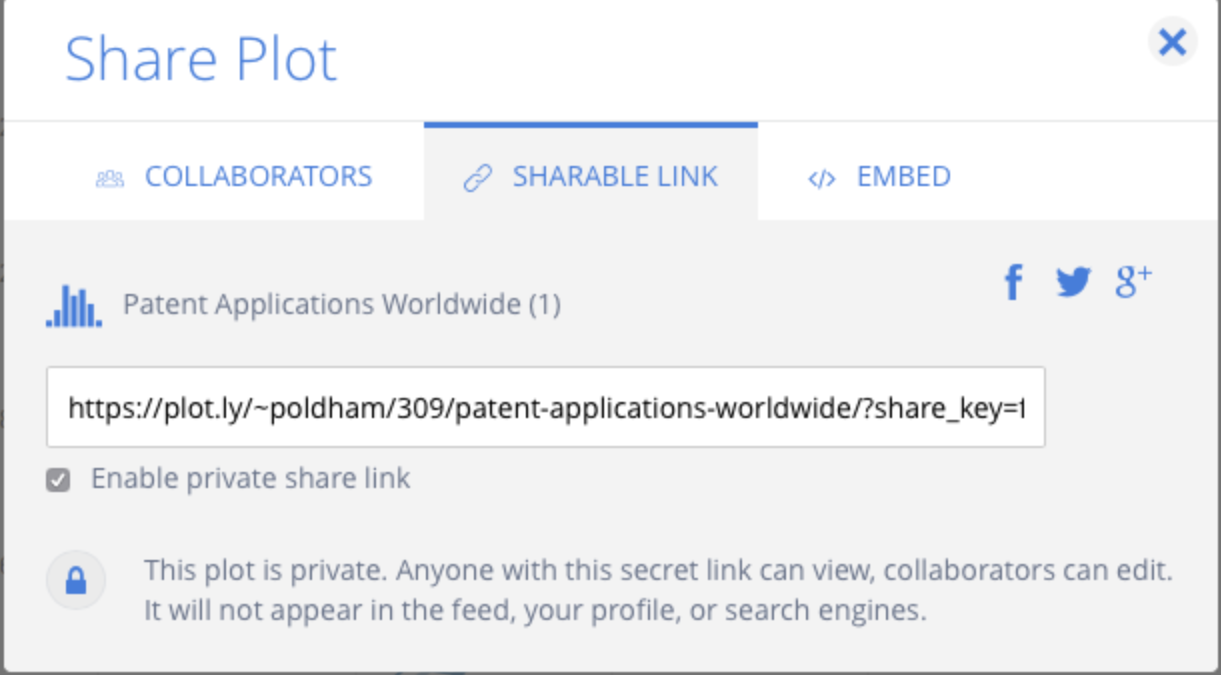 Share Plot
COLLABORATORS
SHARABLE LINK
EMBED
Patent Applications Worldwide (1)
f
g+
https://plot.ly/~poldham/309/patent-applications-worldwide/?share_key=
Enable private share link
This plot is private. Anyone with this secret link can view, collaborators can edit.
It will not appear in the feed, your profile, or search engines.